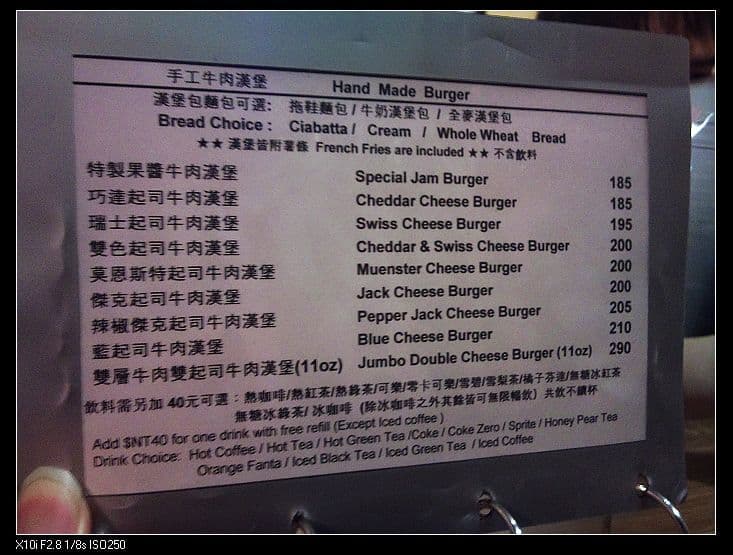 手工牛肉漢堡 Hand Made Burger
漢堡包麵包可選: 拖鞋麵包 / 牛奶漢堡包 / 全麥漢堡包
Bread Choice : Ciabatta / Cream / Whole Wheat Bread
★★ 漢堡皆附薯條 French Fries are included ★★ 不含飲料
特製果醬牛肉漢堡 Special Jam Burger 185
巧達起司牛肉漢堡 Cheddar Cheese Burger 185
瑞士起司牛肉漢堡 Swiss Cheese Burger 195
雙色起司牛肉漢堡 Cheddar & Swiss Cheese Burger 200
莫恩斯特起司牛肉漢堡 Muenster Cheese Burger 200
傑克起司牛肉漢堡 Jack Cheese Burger 200
辣椒傑克起司牛肉漢堡 Pepper Jack Cheese Burger 205
藍起司牛肉漢堡 Blue Cheese Burger 210
雙層牛肉雙起司牛肉漢堡(11oz) Jumbo Double Cheese Burger (11oz) 290
飲料需另加 40元可選：熱咖啡/熱紅茶/熱綠茶/可樂/零卡可樂/雪碧/雪梨茶/橘子芬達/無糖冰紅茶
無糖冰綠茶/ 冰咖啡 (除冰咖啡之外其餘皆可無限暢飲) 共飲不續杯
Add $NT40 for one drink with free refill (Except Iced coffee )
Drink Choice: Hot Coffee / Hot Tea / Hot Green Tea /Coke / Coke Zero / Sprite / Honey Pear Tea
Orange Fanta / Iced Black Tea / Iced Green Tea / Iced Coffee
X10i F2.8 1/8s ISO250